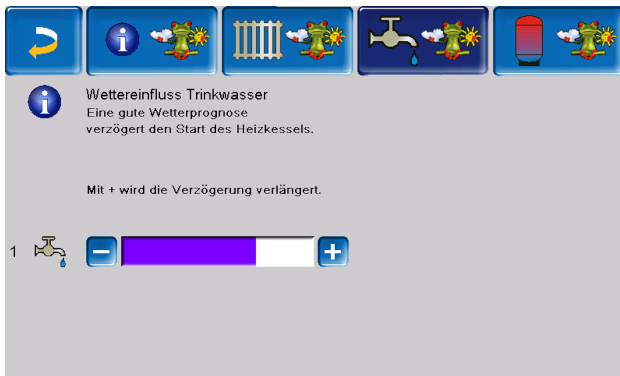 Wettereinfluss Trinkwasser
Eine gute Wetterprognose
verzögert den Start des Heizkessels.
Mit + wird die Verzögerung verlängert.
1